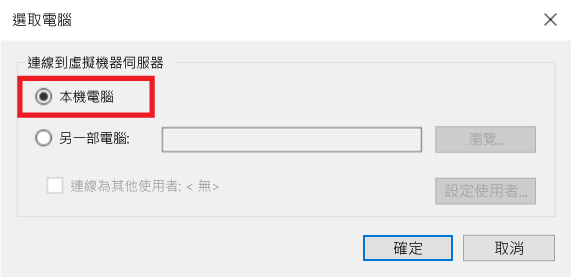 選取電腦
連線到虛擬機器伺服器
本機電腦
另一部電腦:
瀏覽...
連線為其他使用者: < 無>
設定使用者...
確定
取消